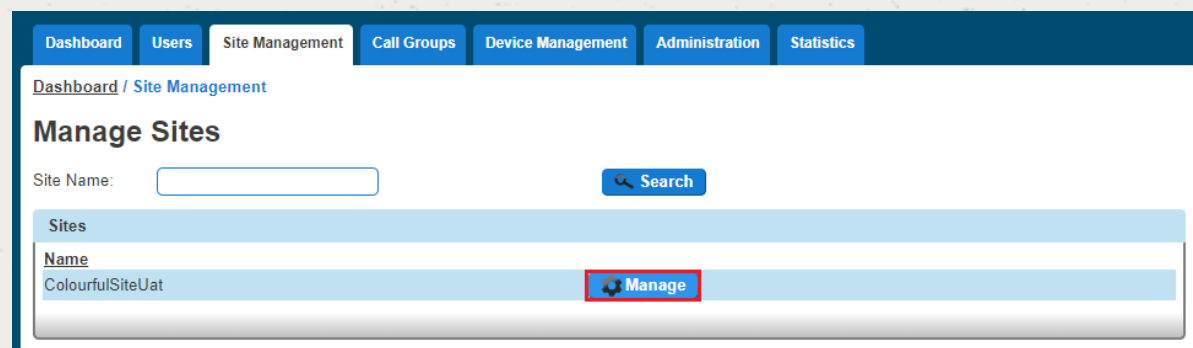 Dashboard Users Site Management Call Groups Device Management Administration Statistics
Dashboard / Site Management
Manage Sites
Site Name: Search
Sites
Name
ColourfulSiteUat Manage